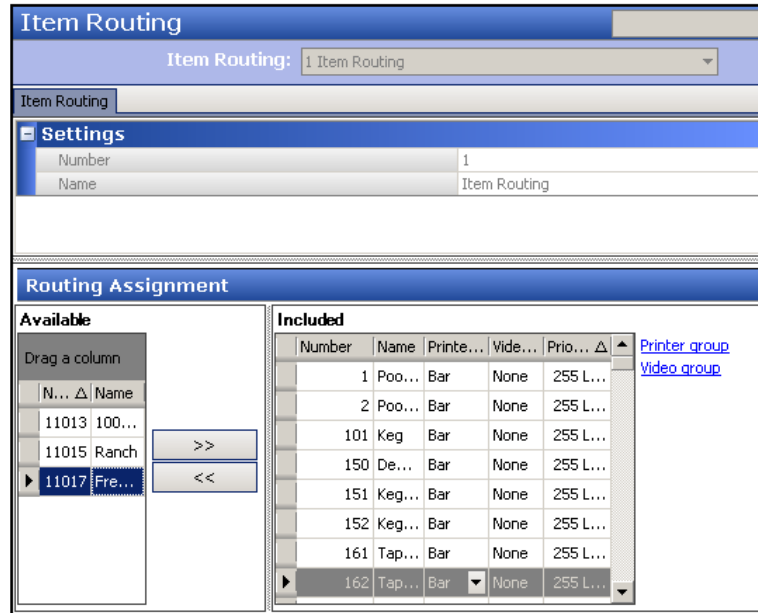 Item Routing
Item Routing: 1 Item Routing
Item Routing
Settings
Number 1
Name Item Routing
Routing Assignment
Available Included
Drag a column
N... Name
11013 100...
11015 Ranch
11017 Fre...
>>
<<
Number Name Printe... Vide... Prio...
1 Poo... Bar None 255 L...
2 Poo... Bar None 255 L...
101 Keg Bar None 255 L...
150 De... Bar None 255 L...
151 Keg... Bar None 255 L...
152 Keg... Bar None 255 L...
161 Tap... Bar None 255 L...
162 Tap... Bar None 255 L...
Printer group
Video group